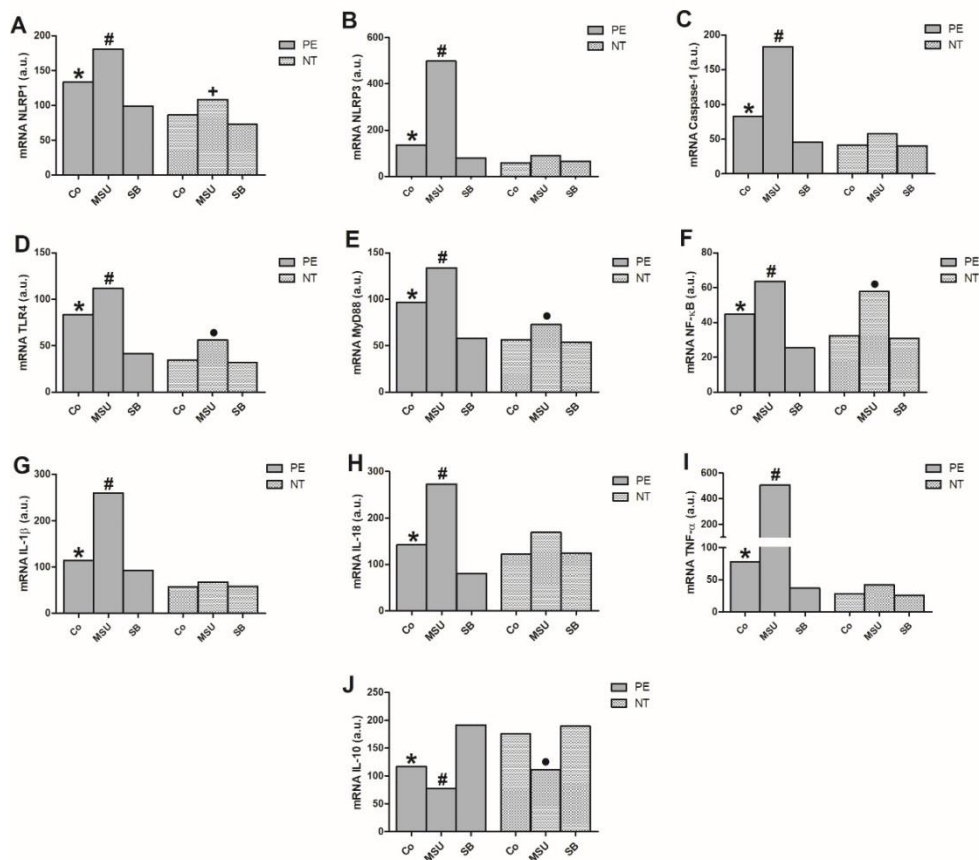 A
mRNA NLRP1 (a.u.)
200
150
100
50
0
*
#
+
Co
MSU
SB
Co
MSU
SB
PE
NT
B
mRNA NLRP3 (a.u.)
600
400
200
0
*
#
Co
MSU
SB
Co
MSU
SB
PE
NT
C
mRNA Caspase-1 (a.u.)
200
150
100
50
0
*
#
Co
MSU
SB
Co
MSU
SB
PE
NT
D
mRNA TLR4 (a.u.)
150
100
50
0
*
#
●
Co
MSU
SB
Co
MSU
SB
PE
NT
E
mRNA MyD88 (a.u.)
150
100
50
0
*
#
●
Co
MSU
SB
Co
MSU
SB
PE
NT
F
mRNA NF-κB (a.u.)
80
60
40
20
0
*
#
●
Co
MSU
SB
Co
MSU
SB
PE
NT
G
mRNA IL-1β (a.u.)
300
200
100
0
*
#
Co
MSU
SB
Co
MSU
SB
PE
NT
H
mRNA IL-18 (a.u.)
300
200
100
0
*
#
Co
MSU
SB
Co
MSU
SB
PE
NT
I
mRNA TNF-α (a.u.)
600
500
400
300
200
100
50
0
*
#
Co
MSU
SB
Co
MSU
SB
PE
NT
J
mRNA IL-10 (a.u.)
250
200
150
100
50
0
*
#
●
Co
MSU
SB
Co
MSU
SB
PE
NT